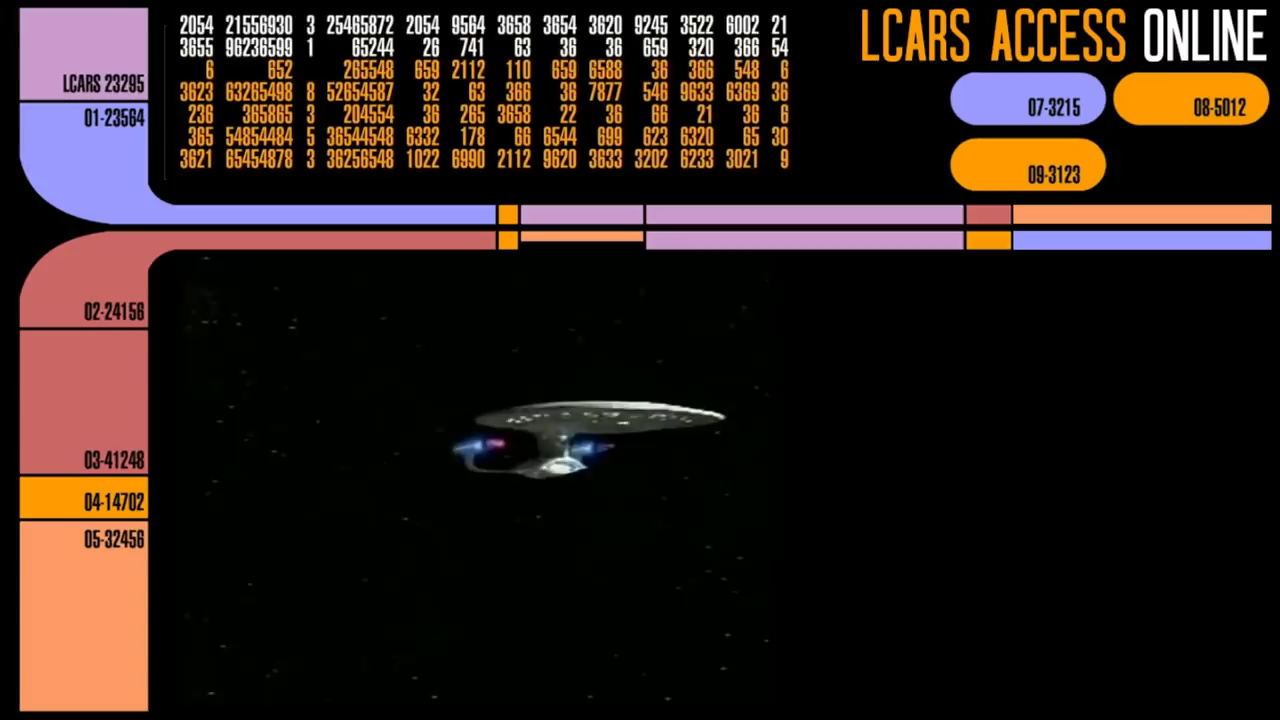 LCARS ACCESS ONLINE
2054 21556930 3 25465872 2054 9564 3658 3654 3620 9245 3522 6002 21
3655 96236599 1 65244 26 741 63 36 36 659 320 366 54
6 652 265548 659 2112 110 659 6588 36 366 548 6
3623 63265498 8 52654587 32 63 366 36 7877 546 9633 6369 36
236 365865 3 204554 36 265 3658 22 36 66 21 36 6
365 54854484 5 36544548 6332 178 66 6544 699 623 6320 65 30
3621 65454878 3 36256548 1022 6990 2112 9620 3633 3202 6233 3021 9
LCARS 23295
01-23564
07-3215
08-5012
09-3123
02-24156
03-41248
04-14702
05-32456